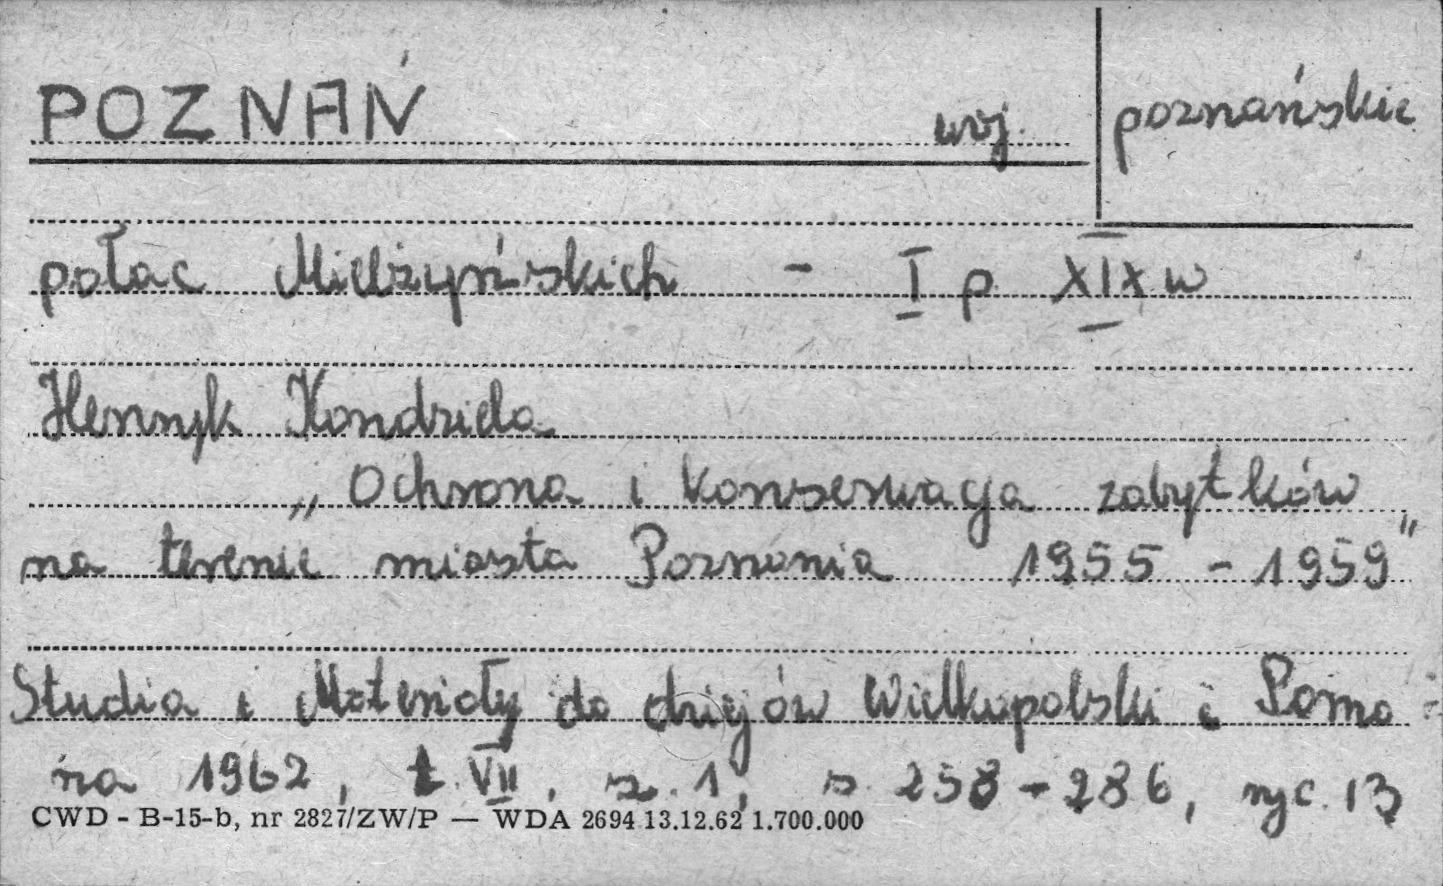 POZNAŃ woj. poznańskie
pałac Mielżyńskich - I p XIX w
Henryk Kondziela
„Ochrona i konserwacja zabytków
na terenie miasta Poznania 1955 - 1959"
Studia i Materiały do dziejów Wielkopolski i Pomo-
rza 1962, t. VII, z. 1, s. 258-286, ryc. 13
CWD - B-15-b, nr 2827/ZW/P — WDA 2694 13.12.62 1.700.000